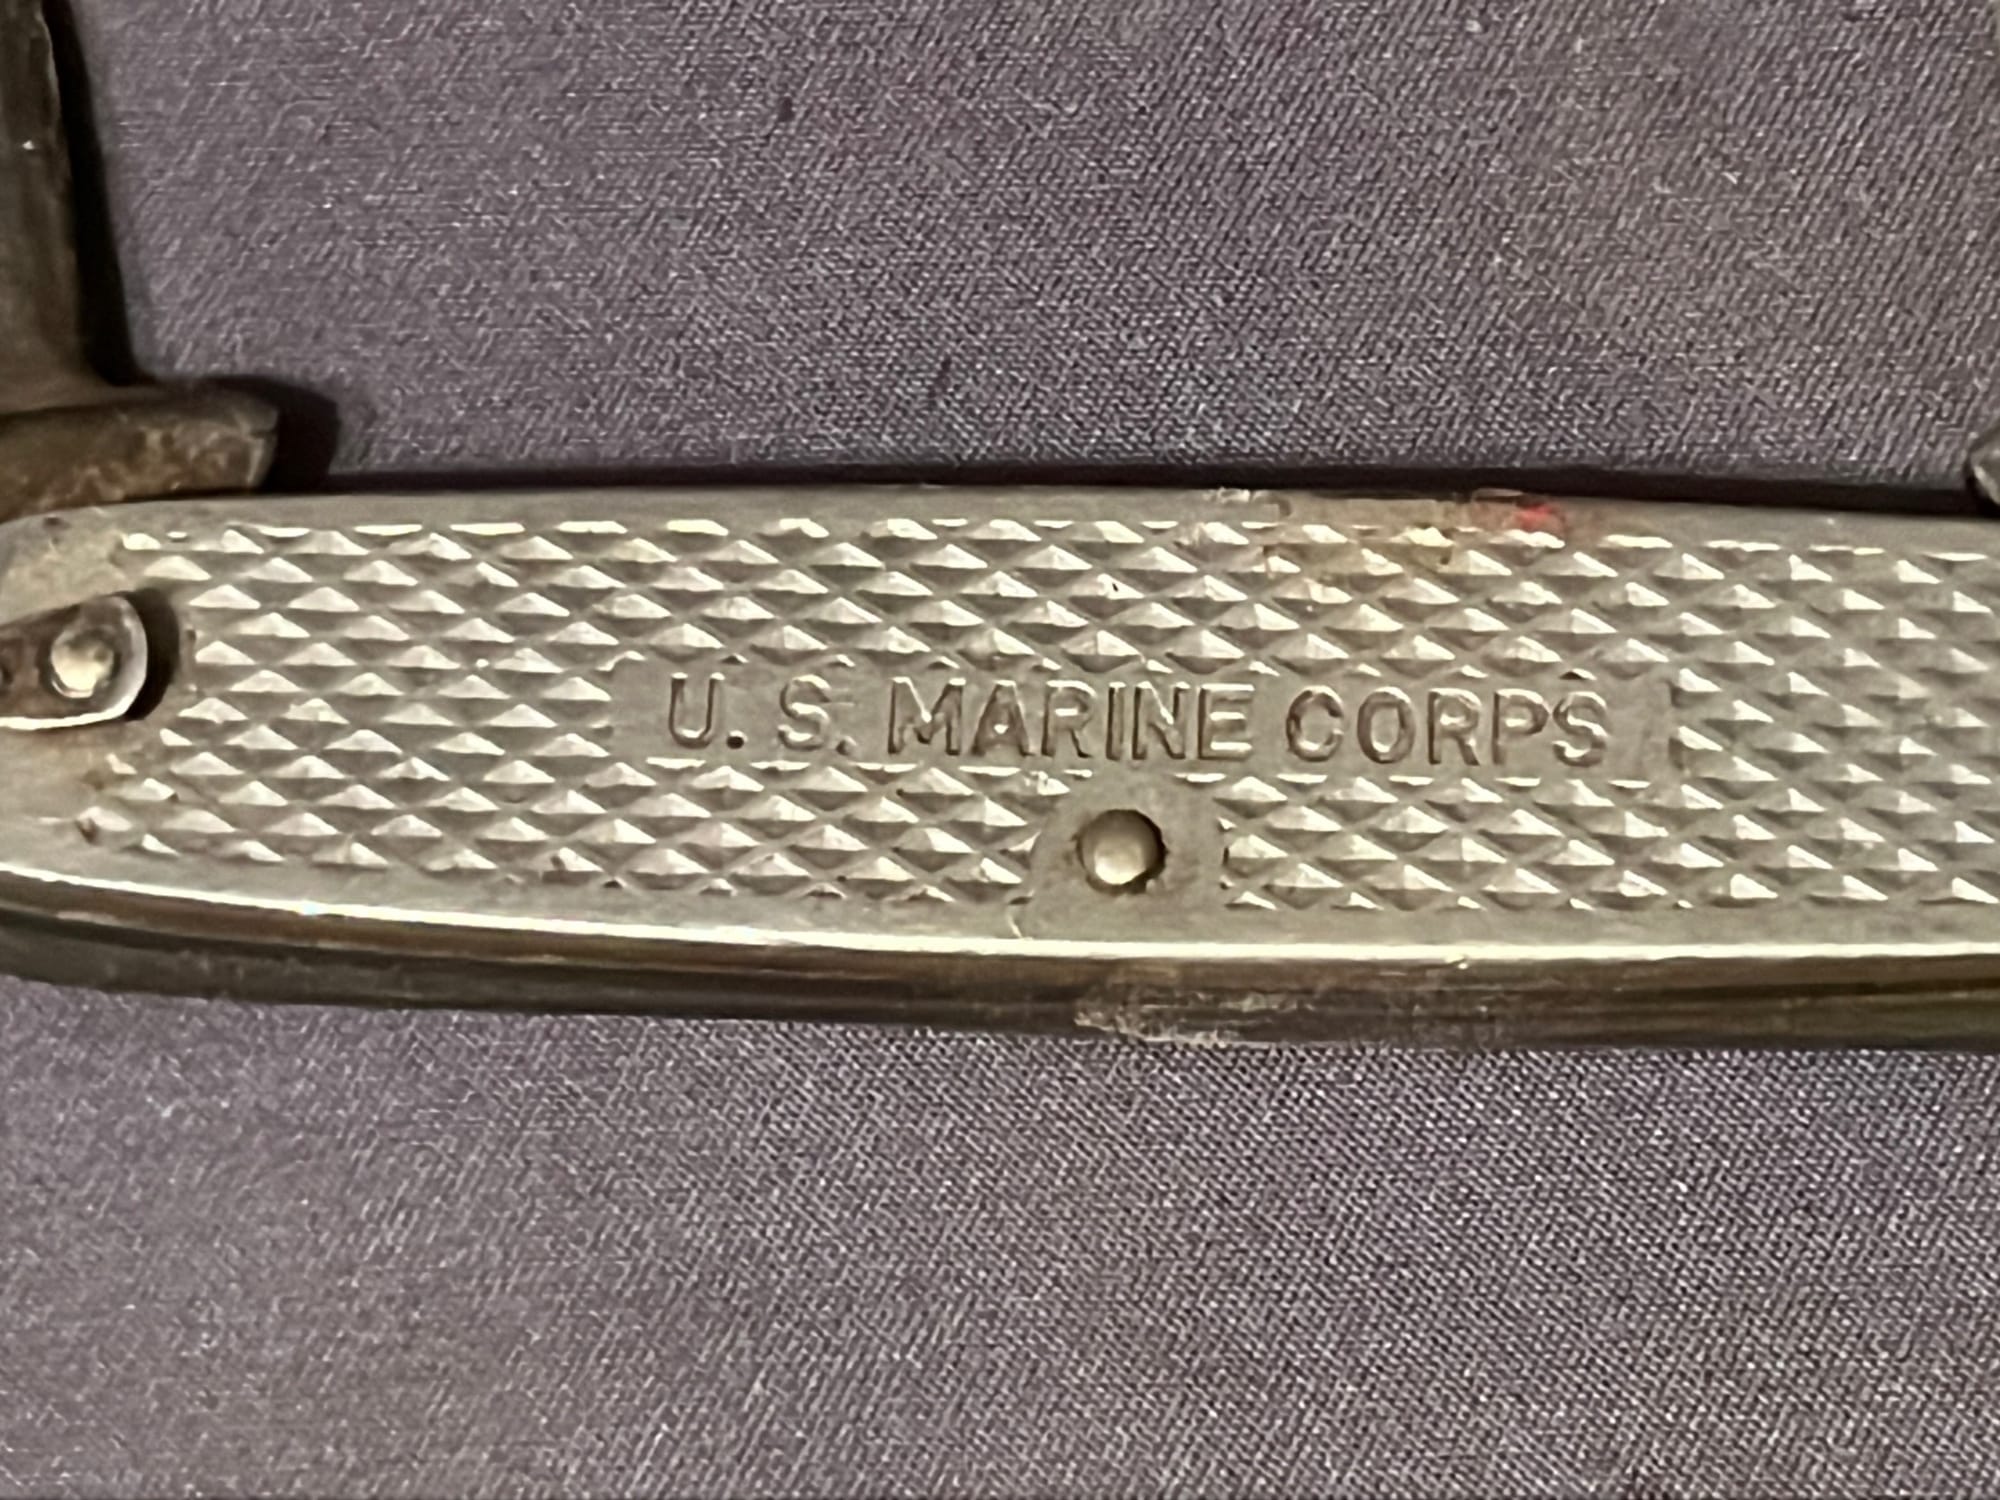 U. S. MARINE CORPS